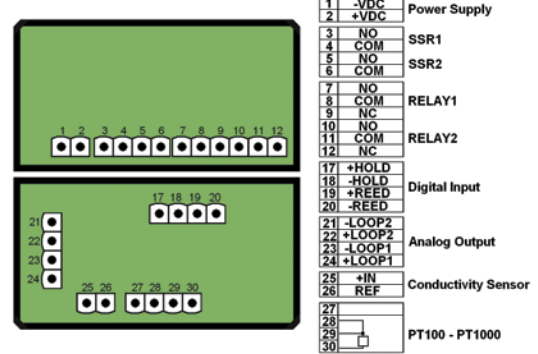 1 2 3 4 5 6 7 8 9 10 11 12
17 18 19 20
21
22
23
24
25 26 27 28 29 30
1 -VDC
2 +VDC
Power Supply
3 NO
4 COM
SSR1
5 NO
6 COM
SSR2
7 NO
8 COM
9 NC
RELAY1
10 NO
11 COM
12 NC
RELAY2
17 +HOLD
18 -HOLD
19 +REED
20 -REED
Digital Input
21 -LOOP2
22 +LOOP2
23 -LOOP1
24 +LOOP1
Analog Output
25 +IN
26 REF
Conductivity Sensor
27
28
29
30
PT100 - PT1000